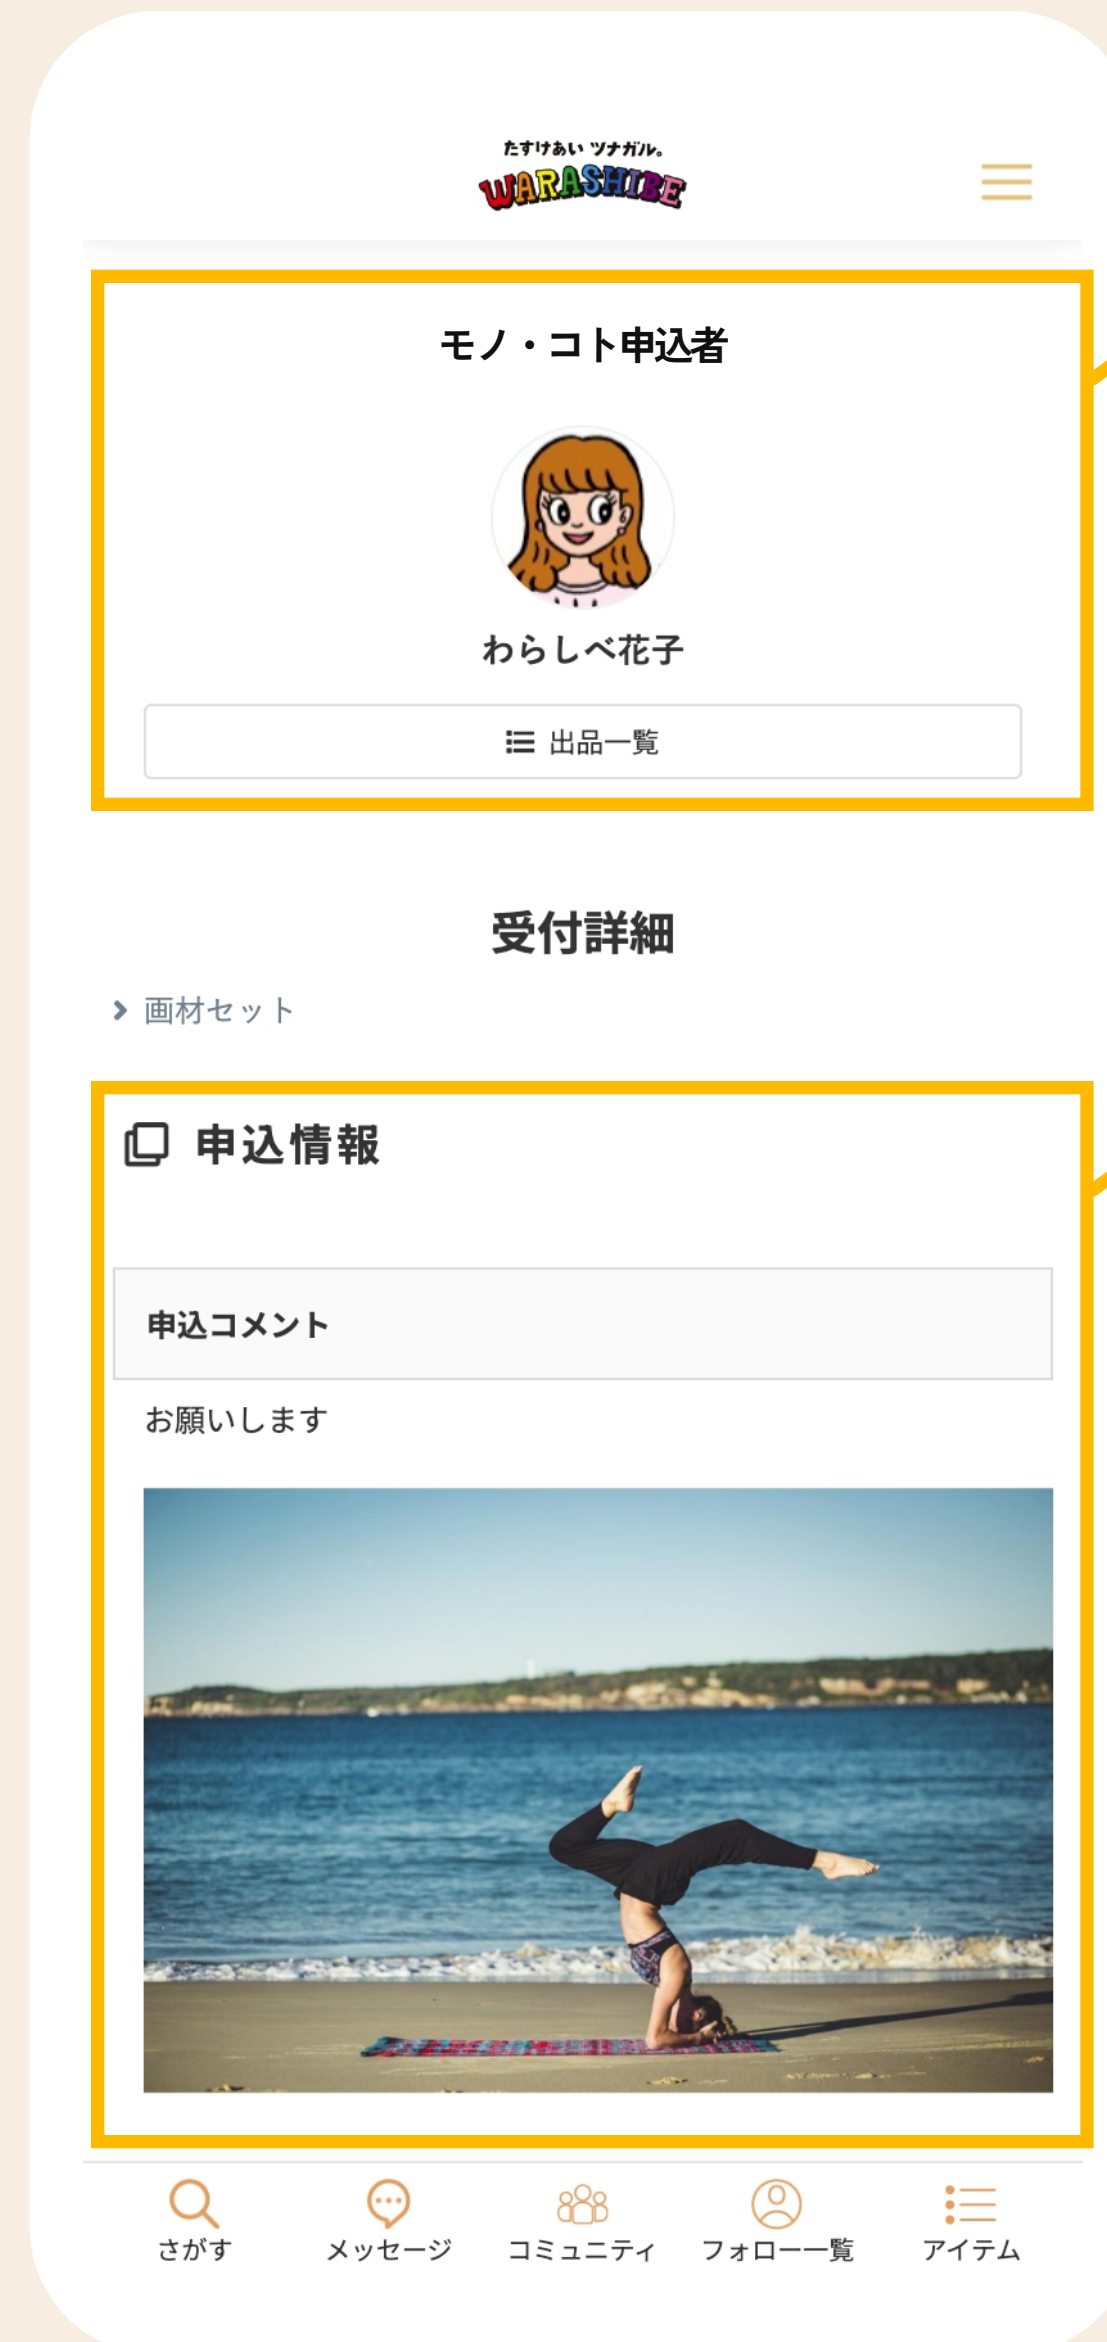 たすけあい ツナガル。
WARASHIBE
モノ・コト申込者
わらしべ花子
出品一覧
受付詳細
画材セット
申込情報
申込コメント
お願いします
さがす
メッセージ
コミュニティ
フォロー一覧
アイテム